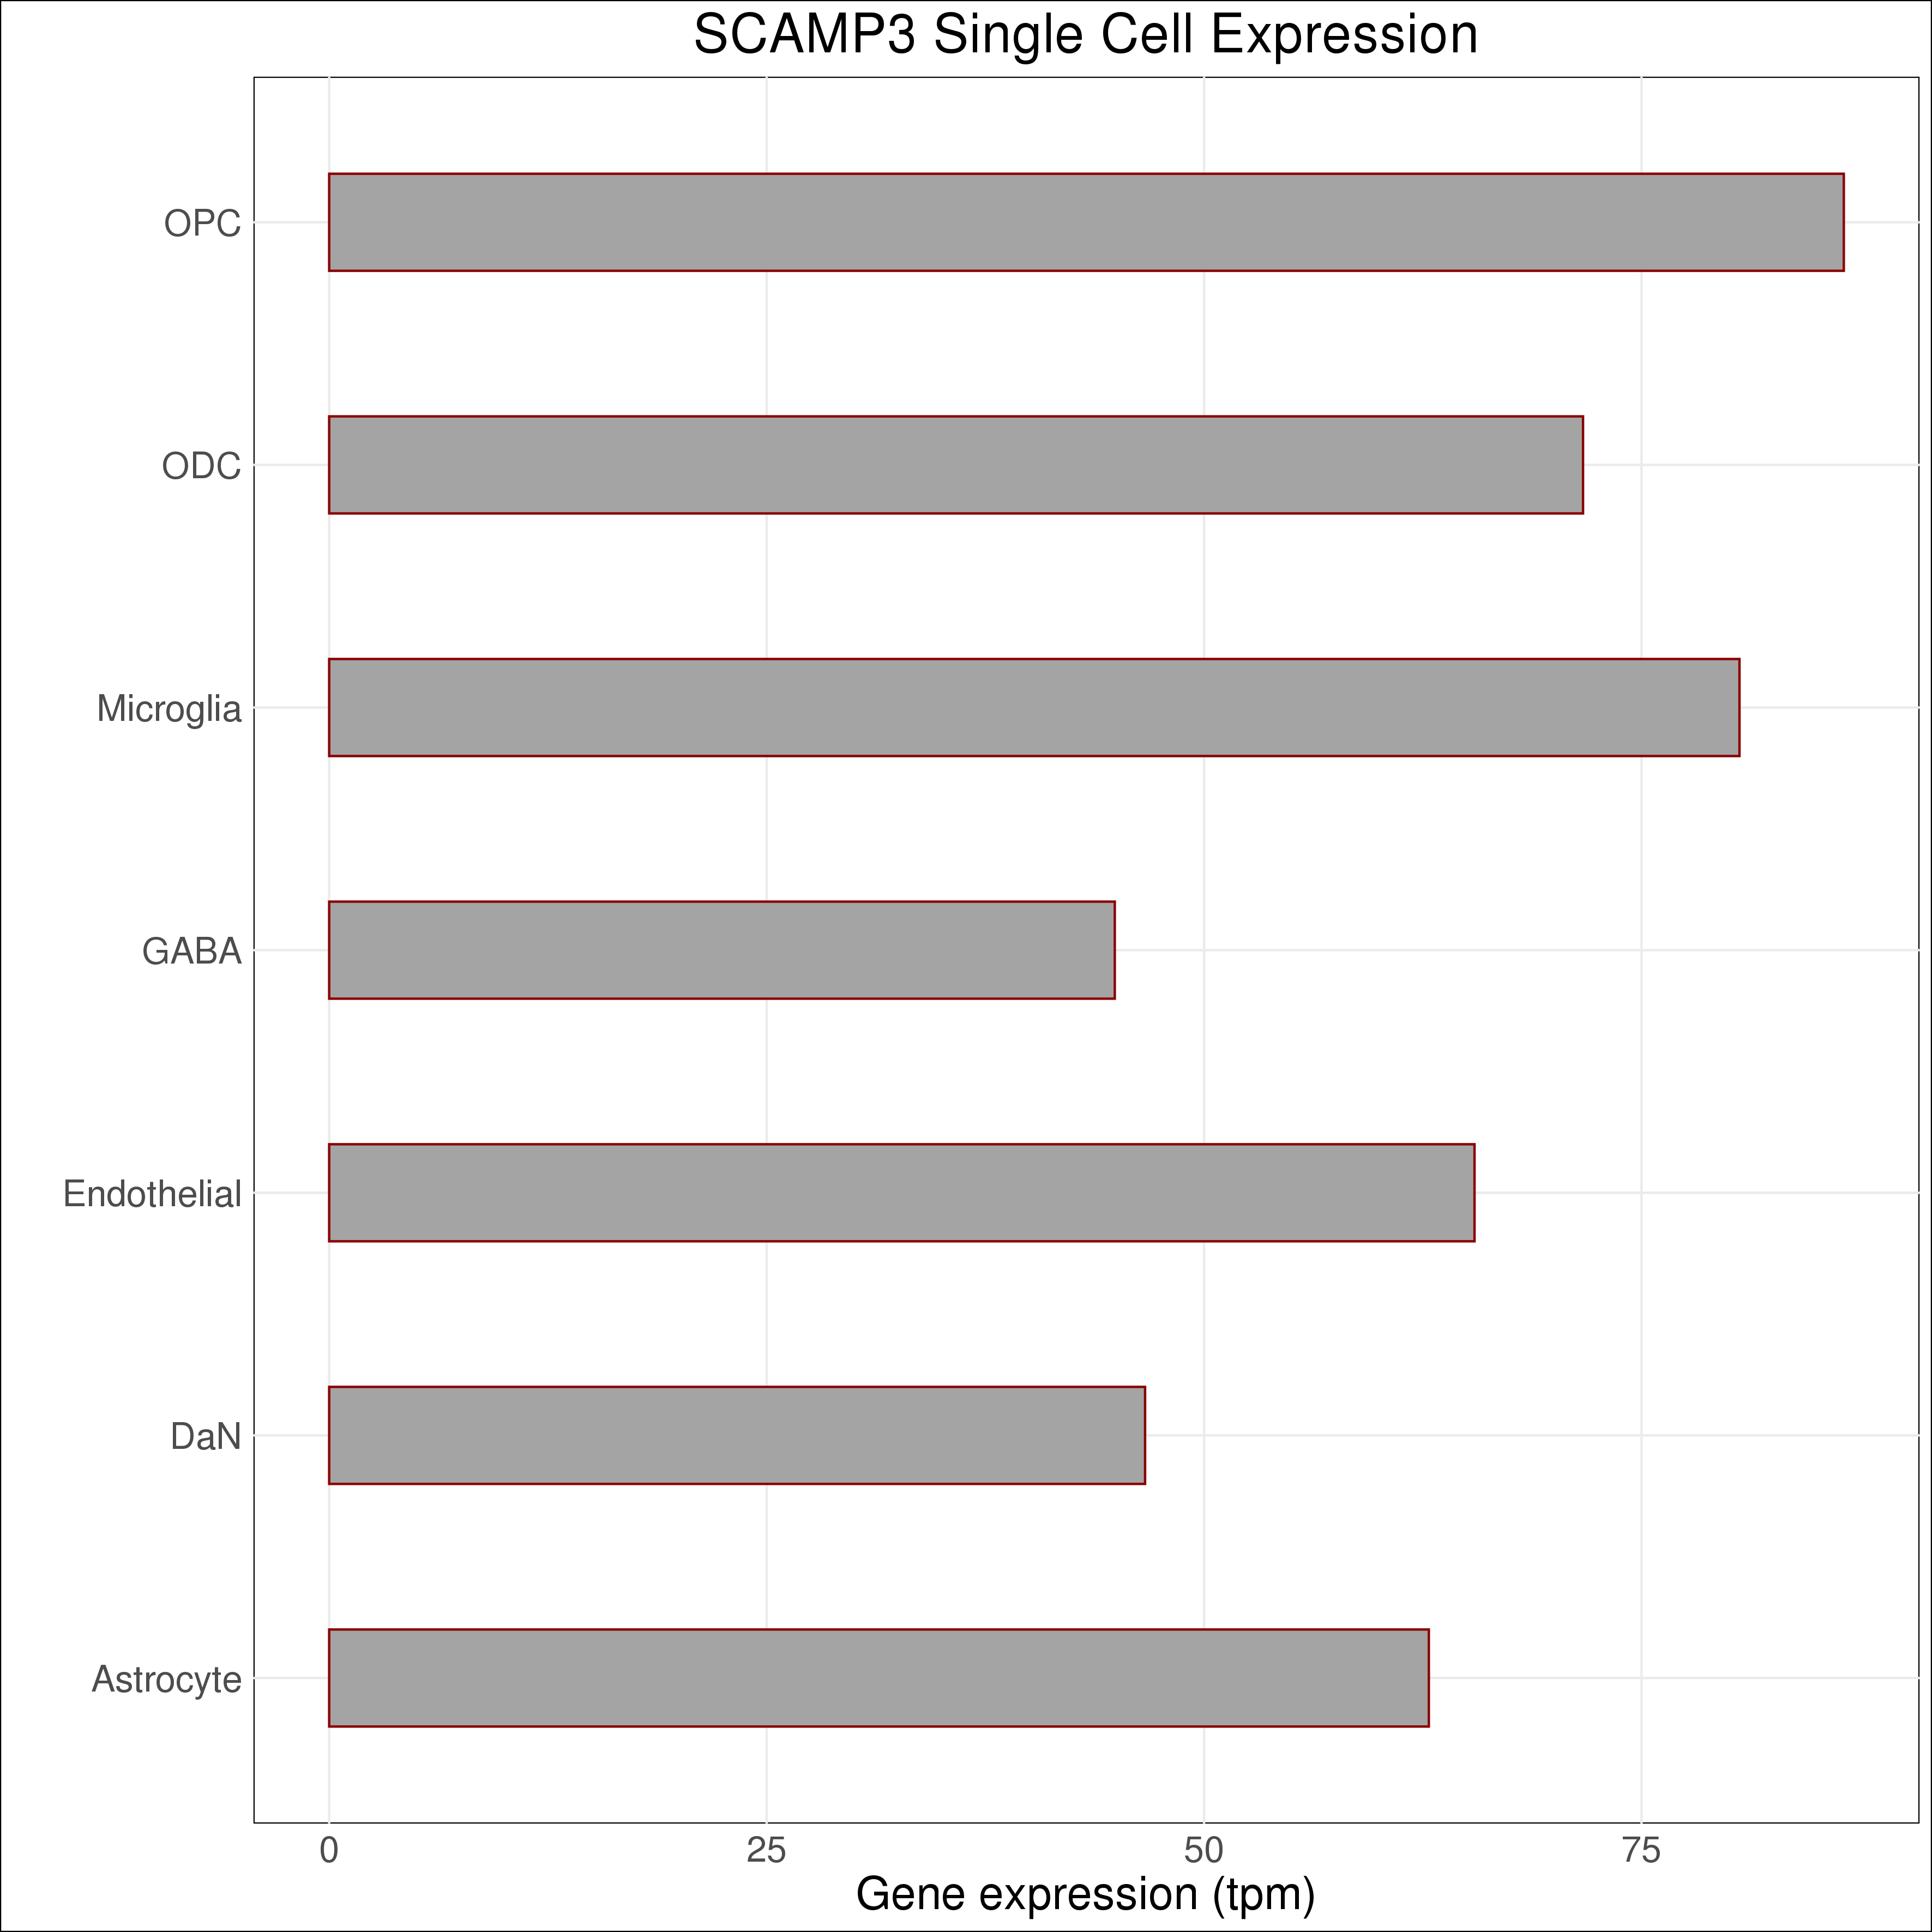 SCAMP3 Single Cell Expression
OPC
ODC
Microglia
GABA
Endothelial
DaN
Astrocyte
0 25 50 75
Gene expression (tpm)